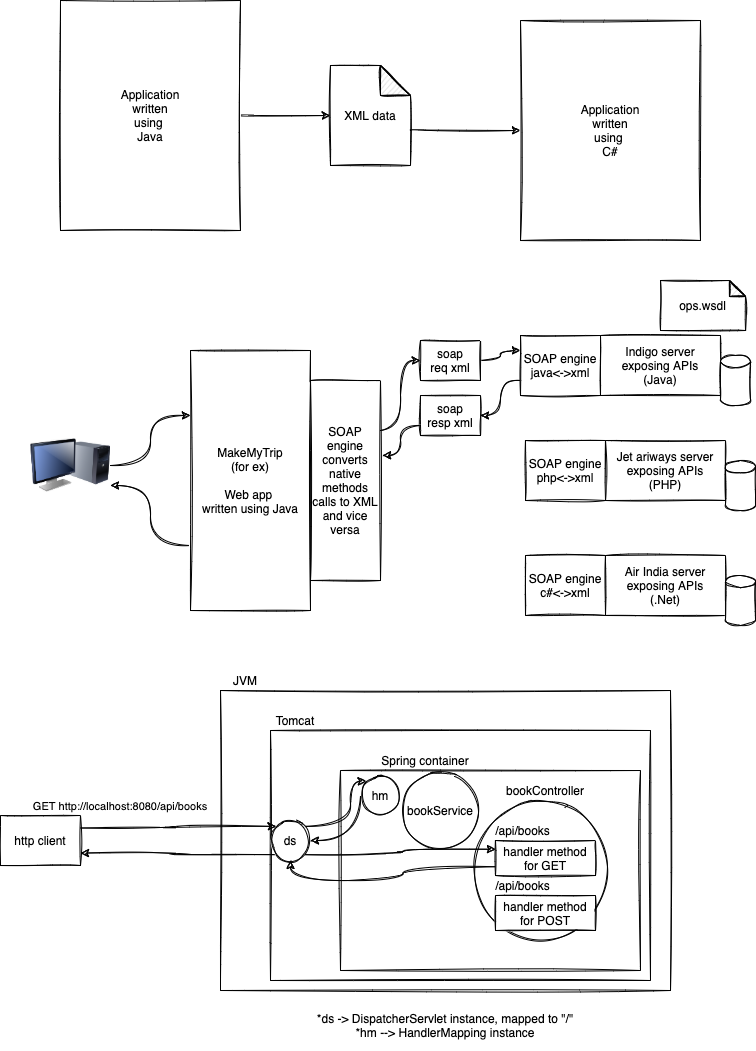 Application
written
using
Java
XML data
Application
written
using
C#
ops.wsdl
soap
req xml
SOAP engine
java<->xml
Indigo server
exposing APIs
(Java)
soap
resp xml
MakeMyTrip
(for ex)
Web app
written using Java
SOAP
engine
converts
native
methods
calls to XML
and vice
versa
SOAP engine
php<->xml
Jet ariways server
exposing APIs
(PHP)
SOAP engine
c#<->xml
Air India server
exposing APIs
(.Net)
JVM
Tomcat
Spring container
GET http://localhost:8080/api/books
http client
ds
hm
bookService
bookController
/api/books
handler method
for GET
/api/books
handler method
for POST
*ds -> DispatcherServlet instance, mapped to "/"
*hm --> HandlerMapping instance